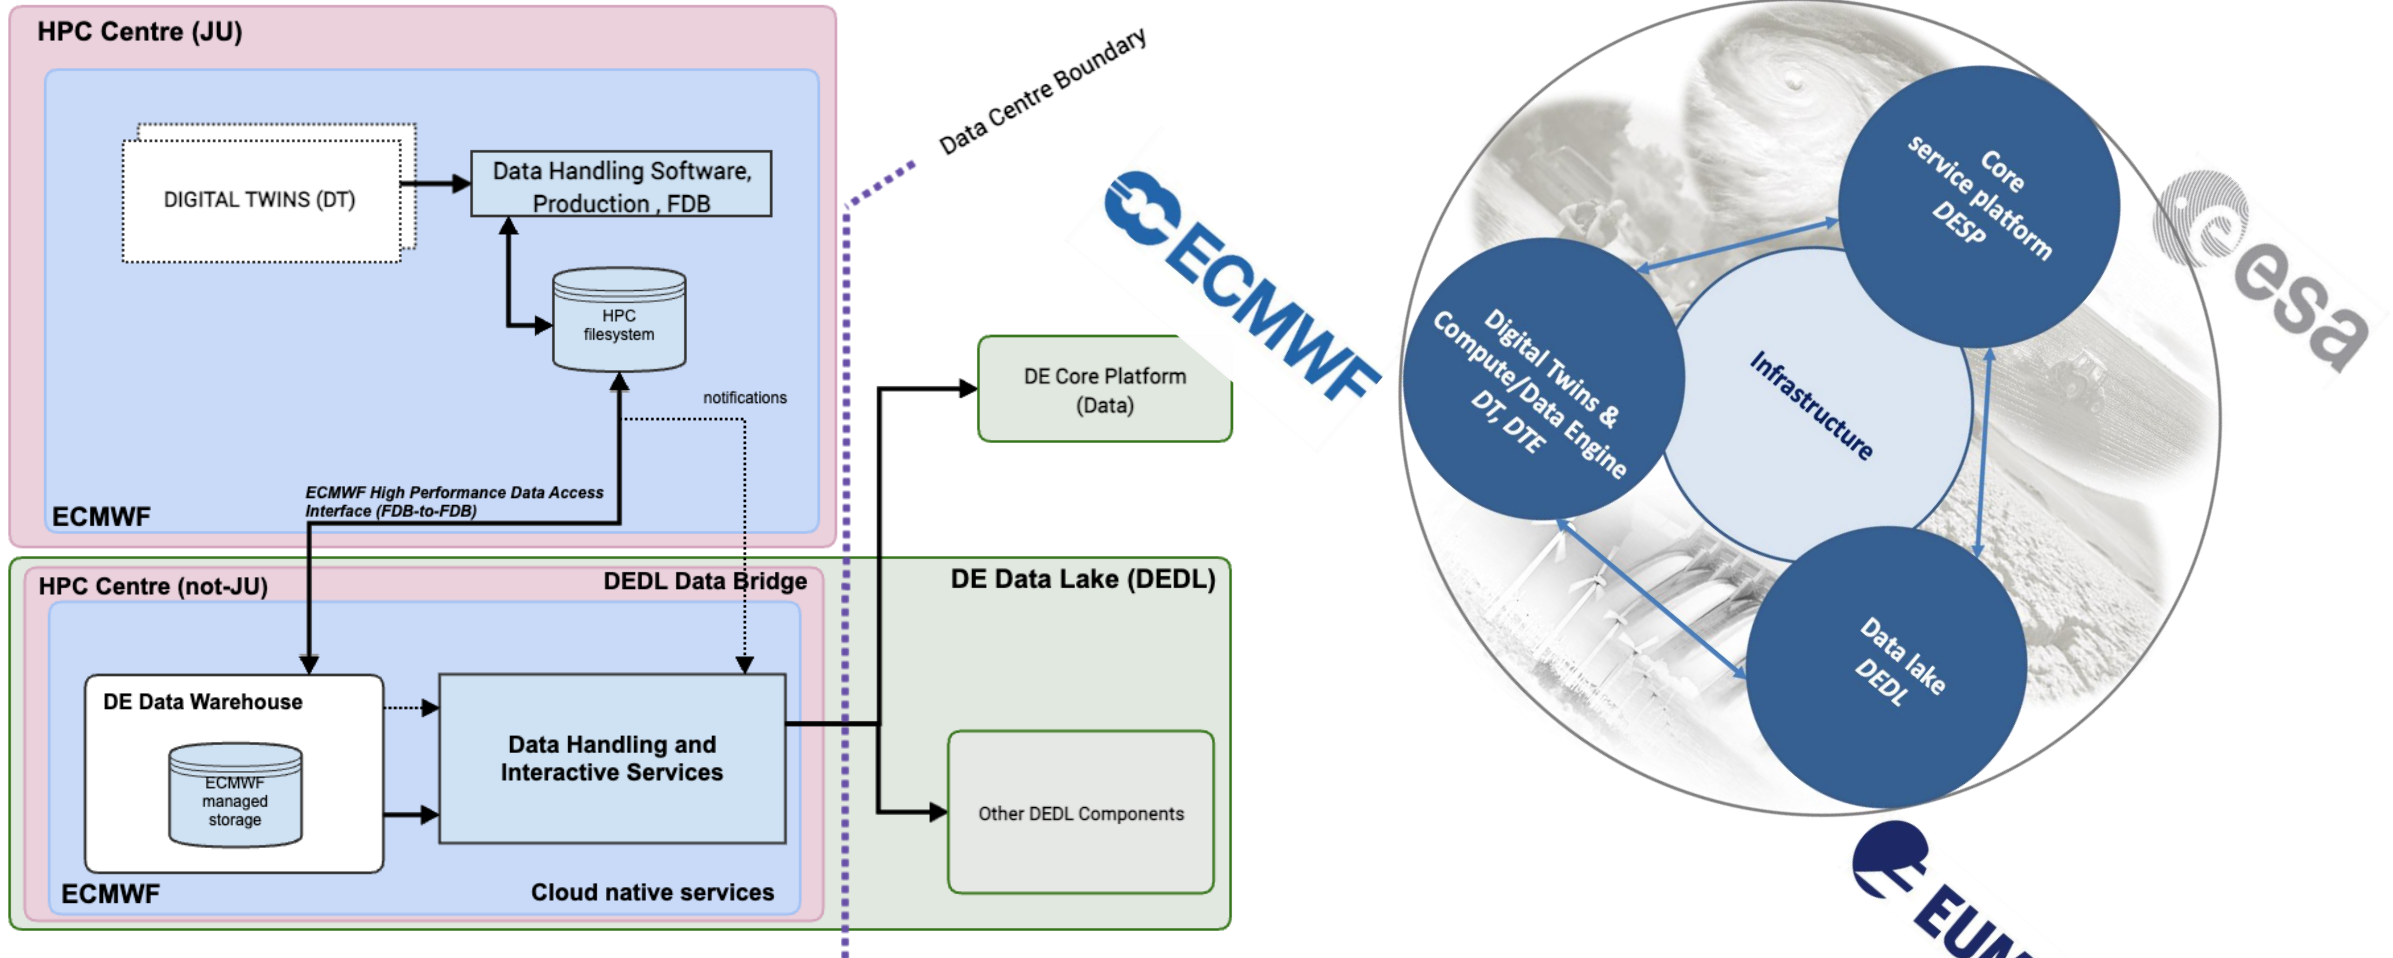 HPC Centre (JU)
DIGITAL TWINS (DT)
Data Handling Software,
Production , FDB
HPC
filesystem
notifications
ECMWF High Performance Data Access
Interface (FDB-to-FDB)
ECMWF
HPC Centre (not-JU)
DEDL Data Bridge
DE Data Warehouse
ECMWF
managed
storage
Data Handling and
Interactive Services
ECMWF
Cloud native services
Data Centre Boundary
DE Core Platform
(Data)
DE Data Lake (DEDL)
Other DEDL Components
ECMWF
Core
service platform
DESP
esa
Digital Twins &
Compute/Data Engine
DT, DTE
Infrastructure
Data lake
DEDL